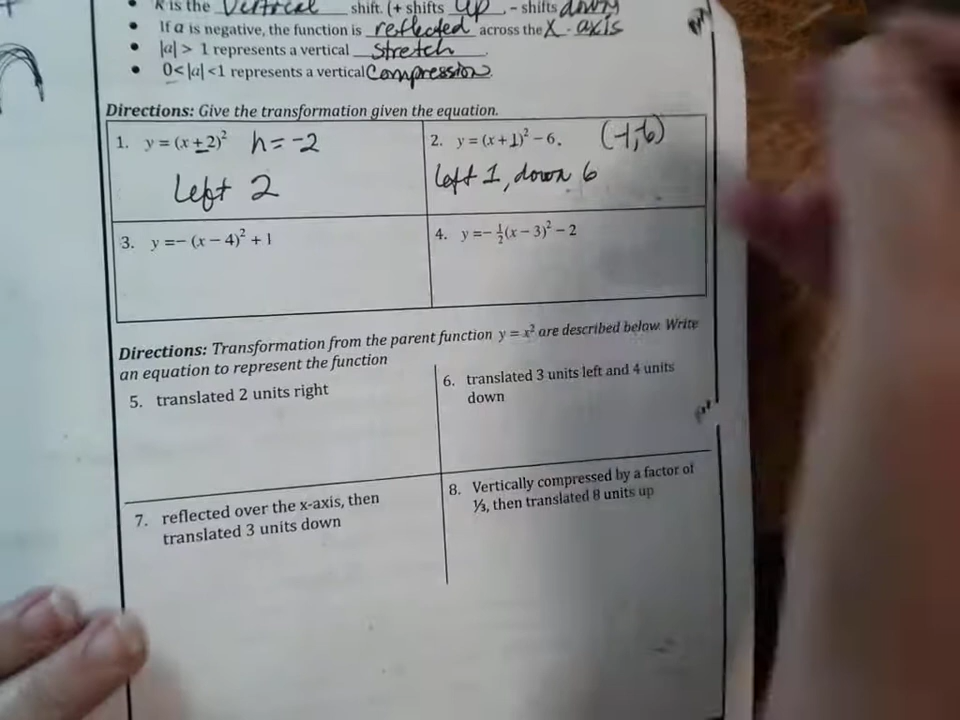 K is the Vertical shift. (+ shifts up, - shifts down
• If a is negative, the function is reflected across the X-axis
• |a| > 1 represents a vertical Stretch.
• 0<|a|<1 represents a vertical Compression.
Directions: Give the transformation given the equation.
1. y = (x + 2)² h = -2
Left 2
2. y = (x + 1)² - 6. (-1,-6)
left 1, down 6
3. y = - (x - 4)² + 1
4. y = - ½(x - 3)² - 2
Directions: Transformation from the parent function y = x² are described below. Write
an equation to represent the function
5. translated 2 units right
6. translated 3 units left and 4 units
down
7. reflected over the x-axis, then
translated 3 units down
8. Vertically compressed by a factor of
⅓, then translated 8 units up